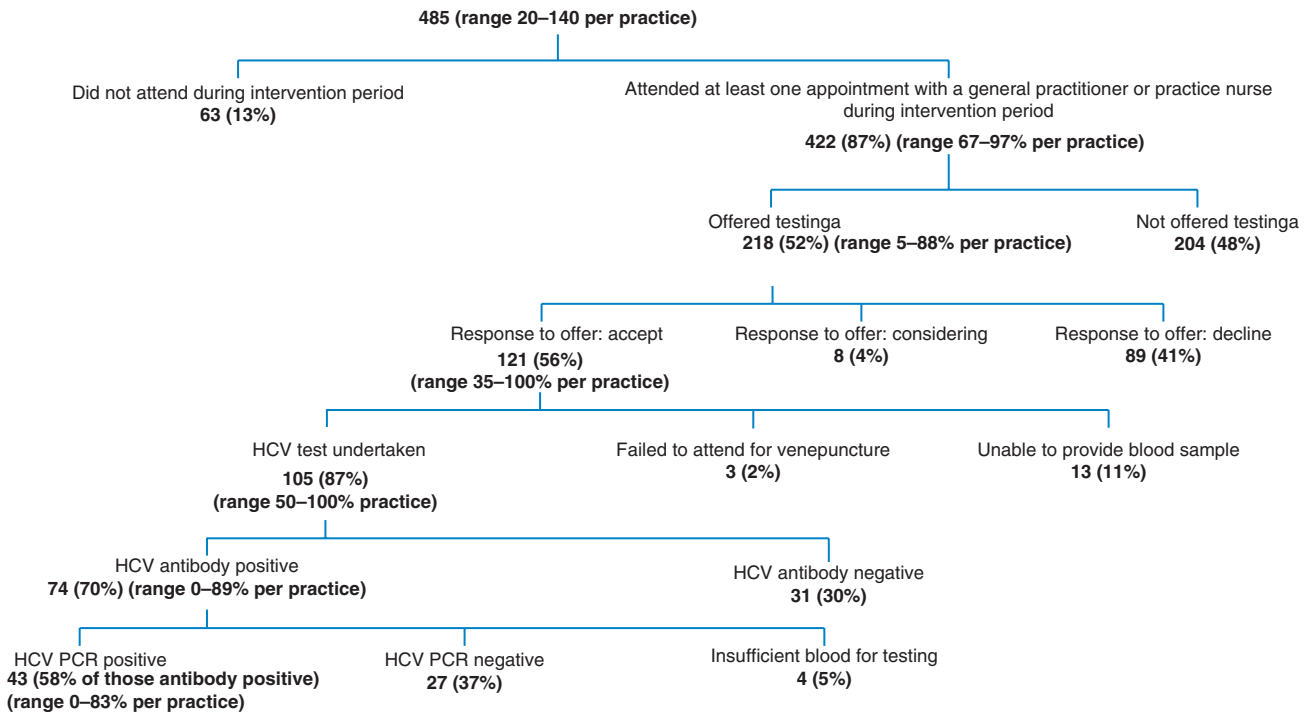 485 (range 20–140 per practice)
Did not attend during intervention period
63 (13%)
Attended at least one appointment with a general practitioner or practice nurse
during intervention period
422 (87%) (range 67–97% per practice)
Offered testinga
218 (52%) (range 5–88% per practice)
Not offered testinga
204 (48%)
Response to offer: accept
121 (56%)
(range 35–100% per practice)
Response to offer: considering
8 (4%)
Response to offer: decline
89 (41%)
HCV test undertaken
105 (87%)
(range 50–100% practice)
Failed to attend for venepuncture
3 (2%)
Unable to provide blood sample
13 (11%)
HCV antibody positive
74 (70%) (range 0–89% per practice)
HCV antibody negative
31 (30%)
HCV PCR positive
43 (58% of those antibody positive)
(range 0–83% per practice)
HCV PCR negative
27 (37%)
Insufficient blood for testing
4 (5%)